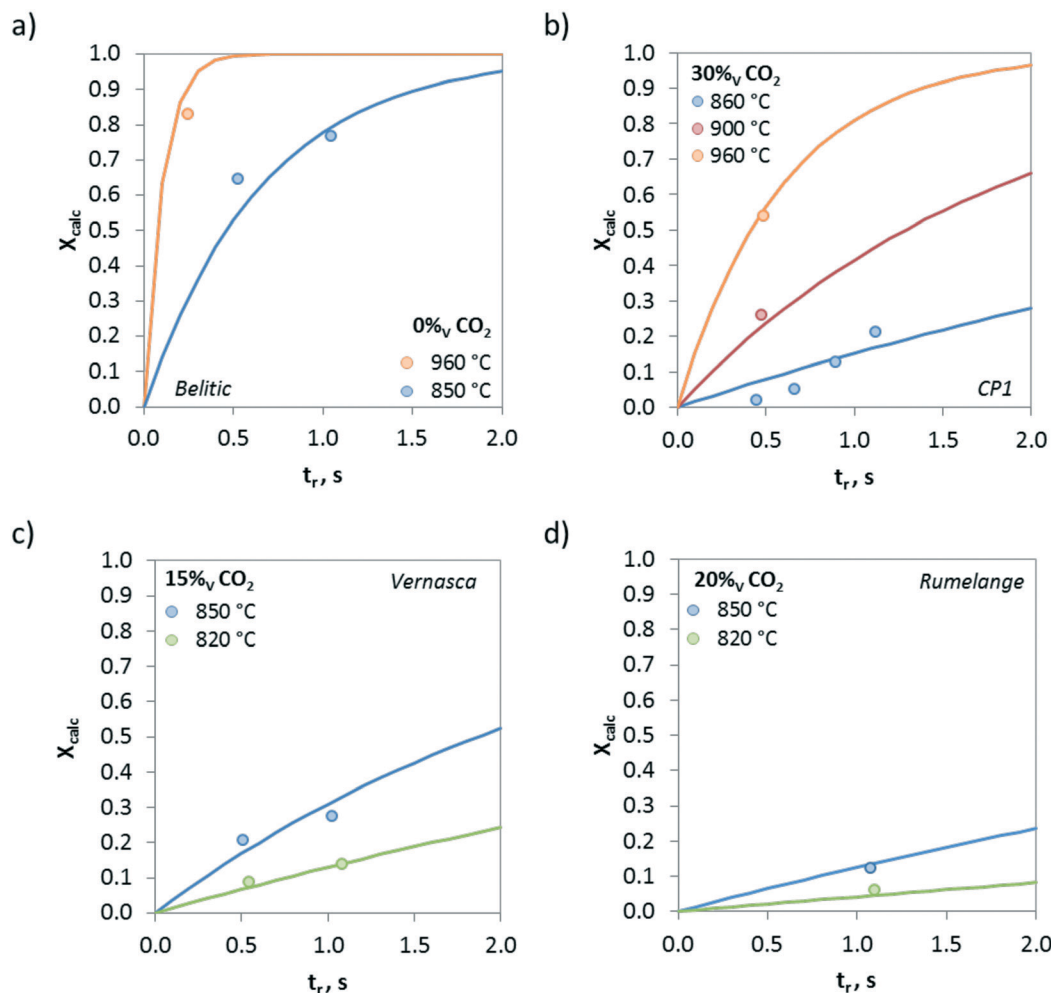 a)
1.0
0.9
0.8
0.7
0.6
0.5
0.4
0.3
0.2
0.1
0.0
Xcalc
0%V CO2
960 °C
850 °C
Belitic
0.0 0.5 1.0 1.5 2.0
tr, s
b)
1.0
0.9
0.8
0.7
0.6
0.5
0.4
0.3
0.2
0.1
0.0
Xcalc
30%V CO2
860 °C
900 °C
960 °C
CP1
0.0 0.5 1.0 1.5 2.0
tr, s
c)
1.0
0.9
0.8
0.7
0.6
0.5
0.4
0.3
0.2
0.1
0.0
Xcalc
15%V CO2
850 °C
820 °C
Vernasca
0.0 0.5 1.0 1.5 2.0
tr, s
d)
1.0
0.9
0.8
0.7
0.6
0.5
0.4
0.3
0.2
0.1
0.0
Xcalc
20%V CO2
850 °C
820 °C
Rumelange
0.0 0.5 1.0 1.5 2.0
tr, s